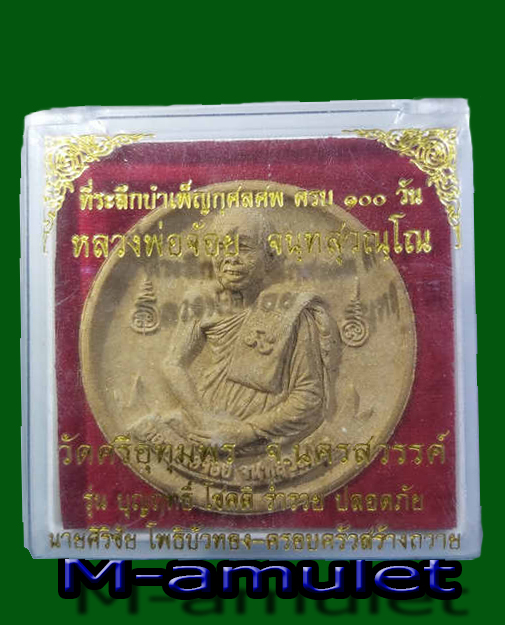 ที่ระลึกบำเพ็ญกุศลศพ ครบ ๑๐๐ วัน
หลวงพ่อจ้อย จนฺทสุวณฺโณ
วัดศรีอุทุมพร จ.นครสวรรค์
รุ่น บุญฤทธิ์ โชคดี ร่ำรวย ปลอดภัย
นายศิริชัย โพธิบัวทอง-ครอบครัวสร้างถวาย
M-amulet